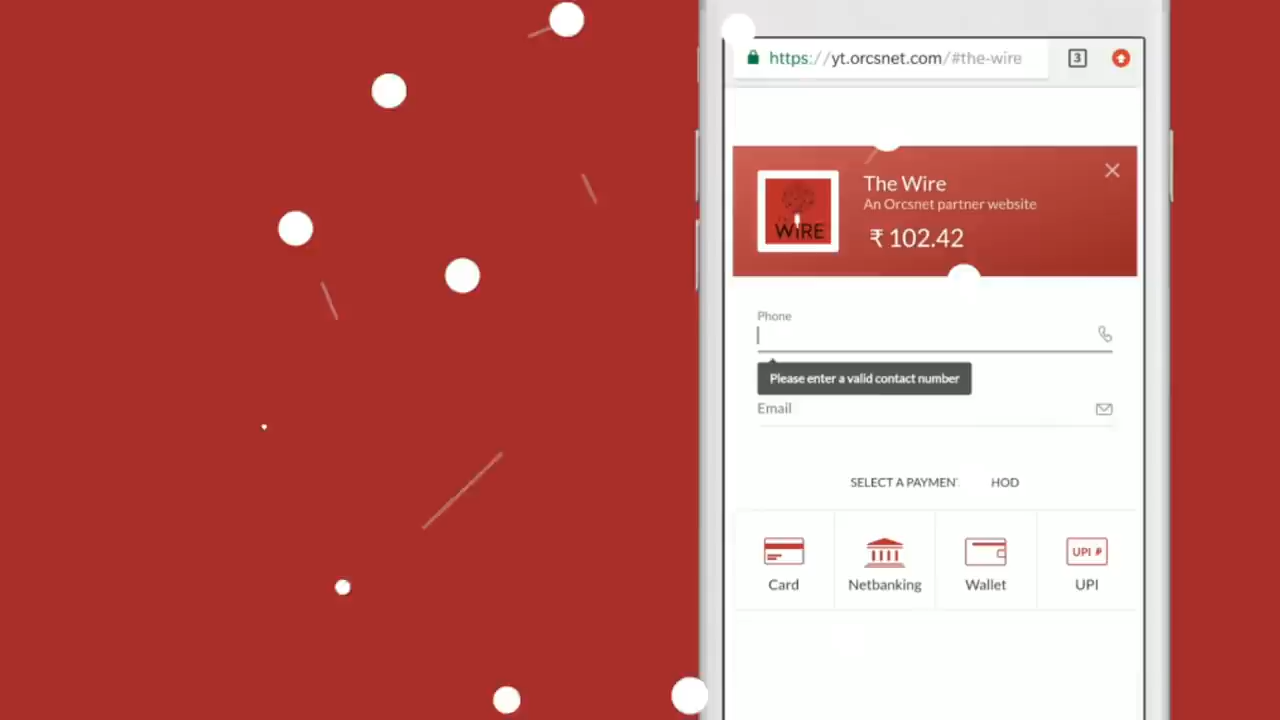 https://yt.orcsnet.com/#the-wire
3
The Wire
An Orcsnet partner website
₹ 102.42
WIRE
Phone
Please enter a valid contact number
Email
SELECT A PAYMEN HOD
Card
Netbanking
Wallet
UPI
UPI